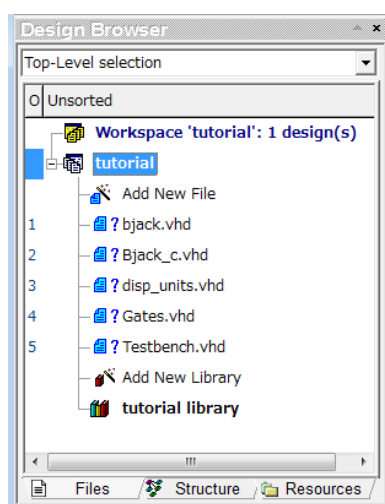 Design Browser
Top-Level selection
O Unsorted
Workspace 'tutorial': 1 design(s)
tutorial
Add New File
1 ? bjack.vhd
2 ? Bjack_c.vhd
3 ? disp_units.vhd
4 ? Gates.vhd
5 ? Testbench.vhd
Add New Library
tutorial library
Files Structure Resources